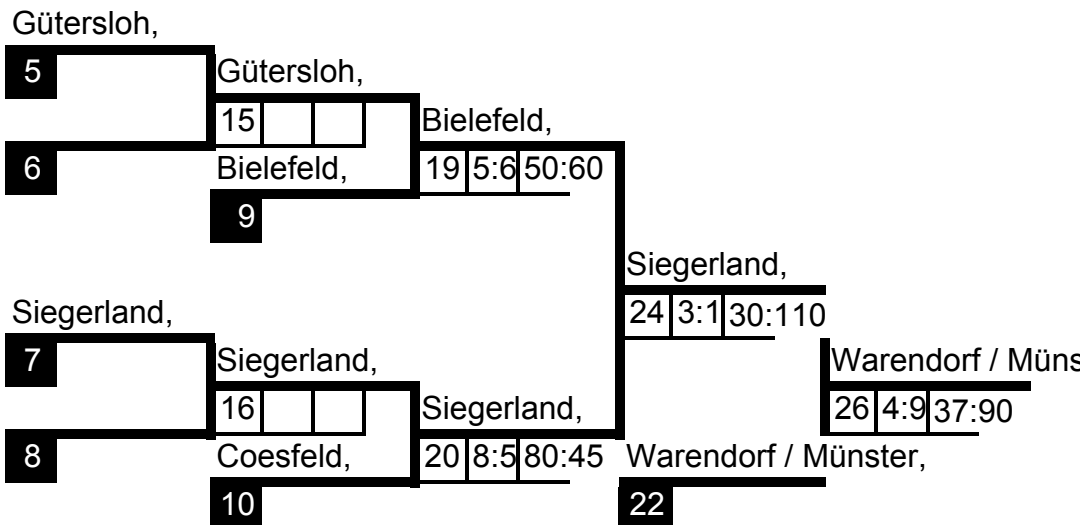 Gütersloh,
5
Gütersloh,
15
Bielefeld,
6
Bielefeld,
19 5:6 50:60
9
Siegerland,
Siegerland,
24 3:1 30:110
7
Siegerland,
Warendorf / Müns
16
Siegerland,
26 4:9 37:90
8
Coesfeld,
20 8:5 80:45
Warendorf / Münster,
10
22